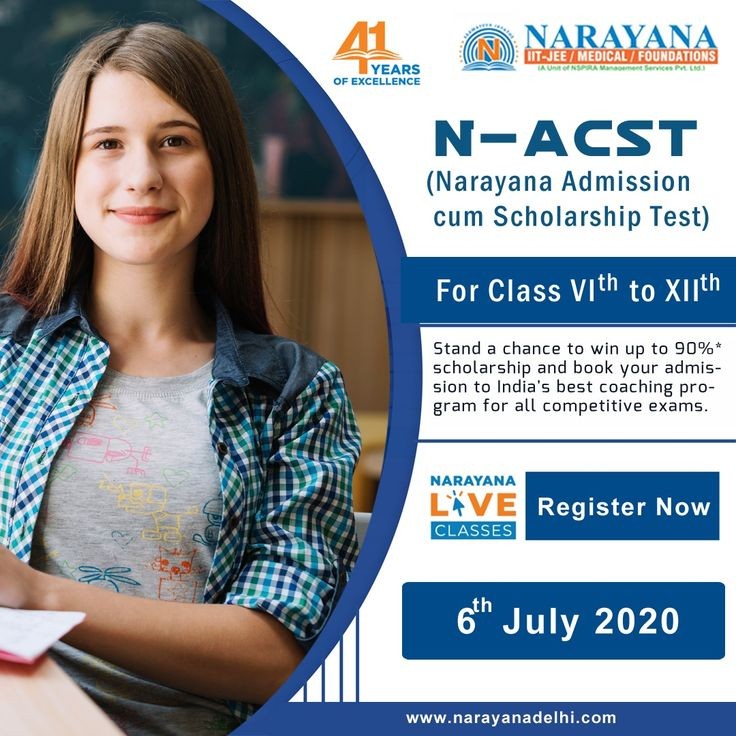 41
YEARS
OF EXCELLENCE
NARAYANA
IIT-JEE / MEDICAL / FOUNDATIONS
(A Unit of NSPIRA Management Services Pvt. Ltd.)
N-ACST
(Narayana Admission
cum Scholarship Test)
For Class VIth to XIIth
Stand a chance to win up to 90%*
scholarship and book your admis-
sion to India's best coaching pro-
gram for all competitive exams.
NARAYANA
LIVE
CLASSES
Register Now
6th July 2020
www.narayanadelhi.com